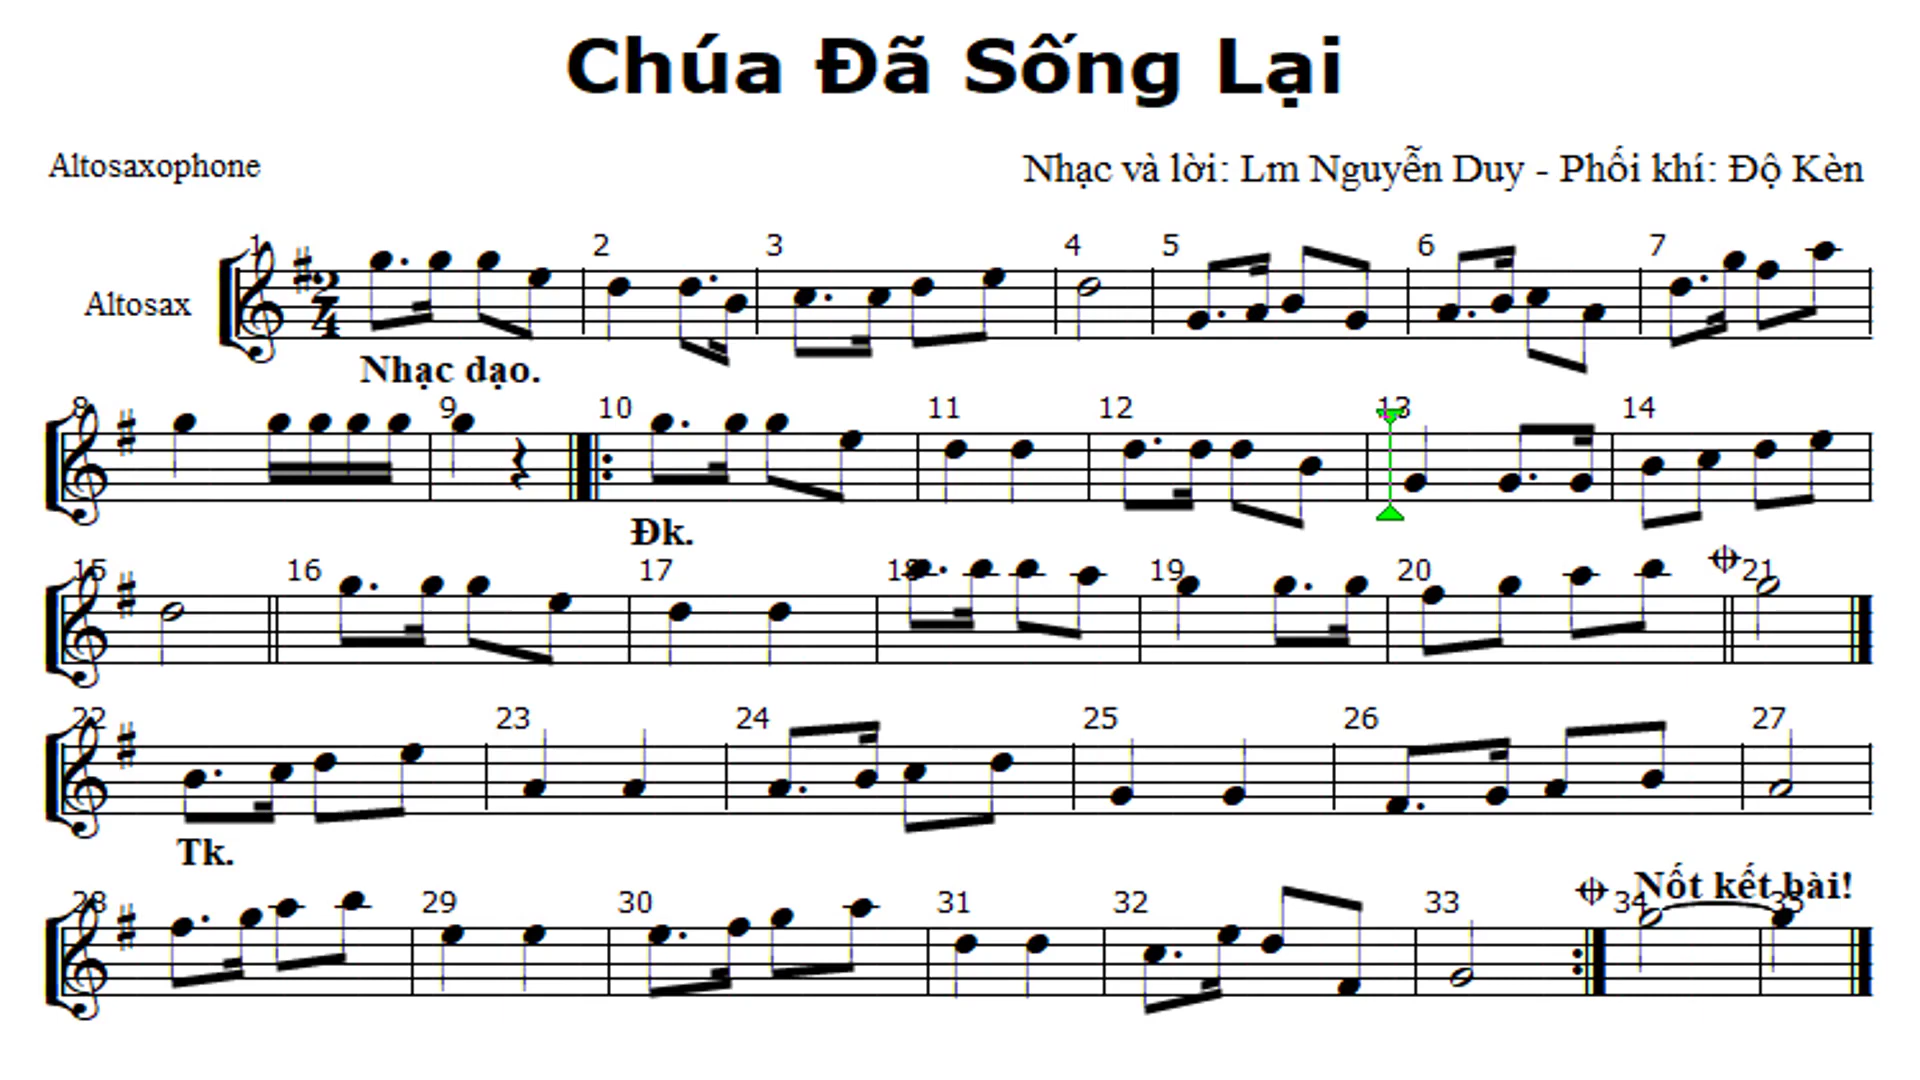 Chúa Đã Sống Lại
Altosaxophone
Nhạc và lời: Lm Nguyễn Duy - Phối khí: Độ Kèn
1 2 3 4 5 6 7
Altosax
2
4
Nhạc dạo.
8 9 10 11 12 13 14
Đk.
15 16 17 18 19 20 21
22 23 24 25 26 27
Tk.
Nốt kết bài!
28 29 30 31 32 33 34 35